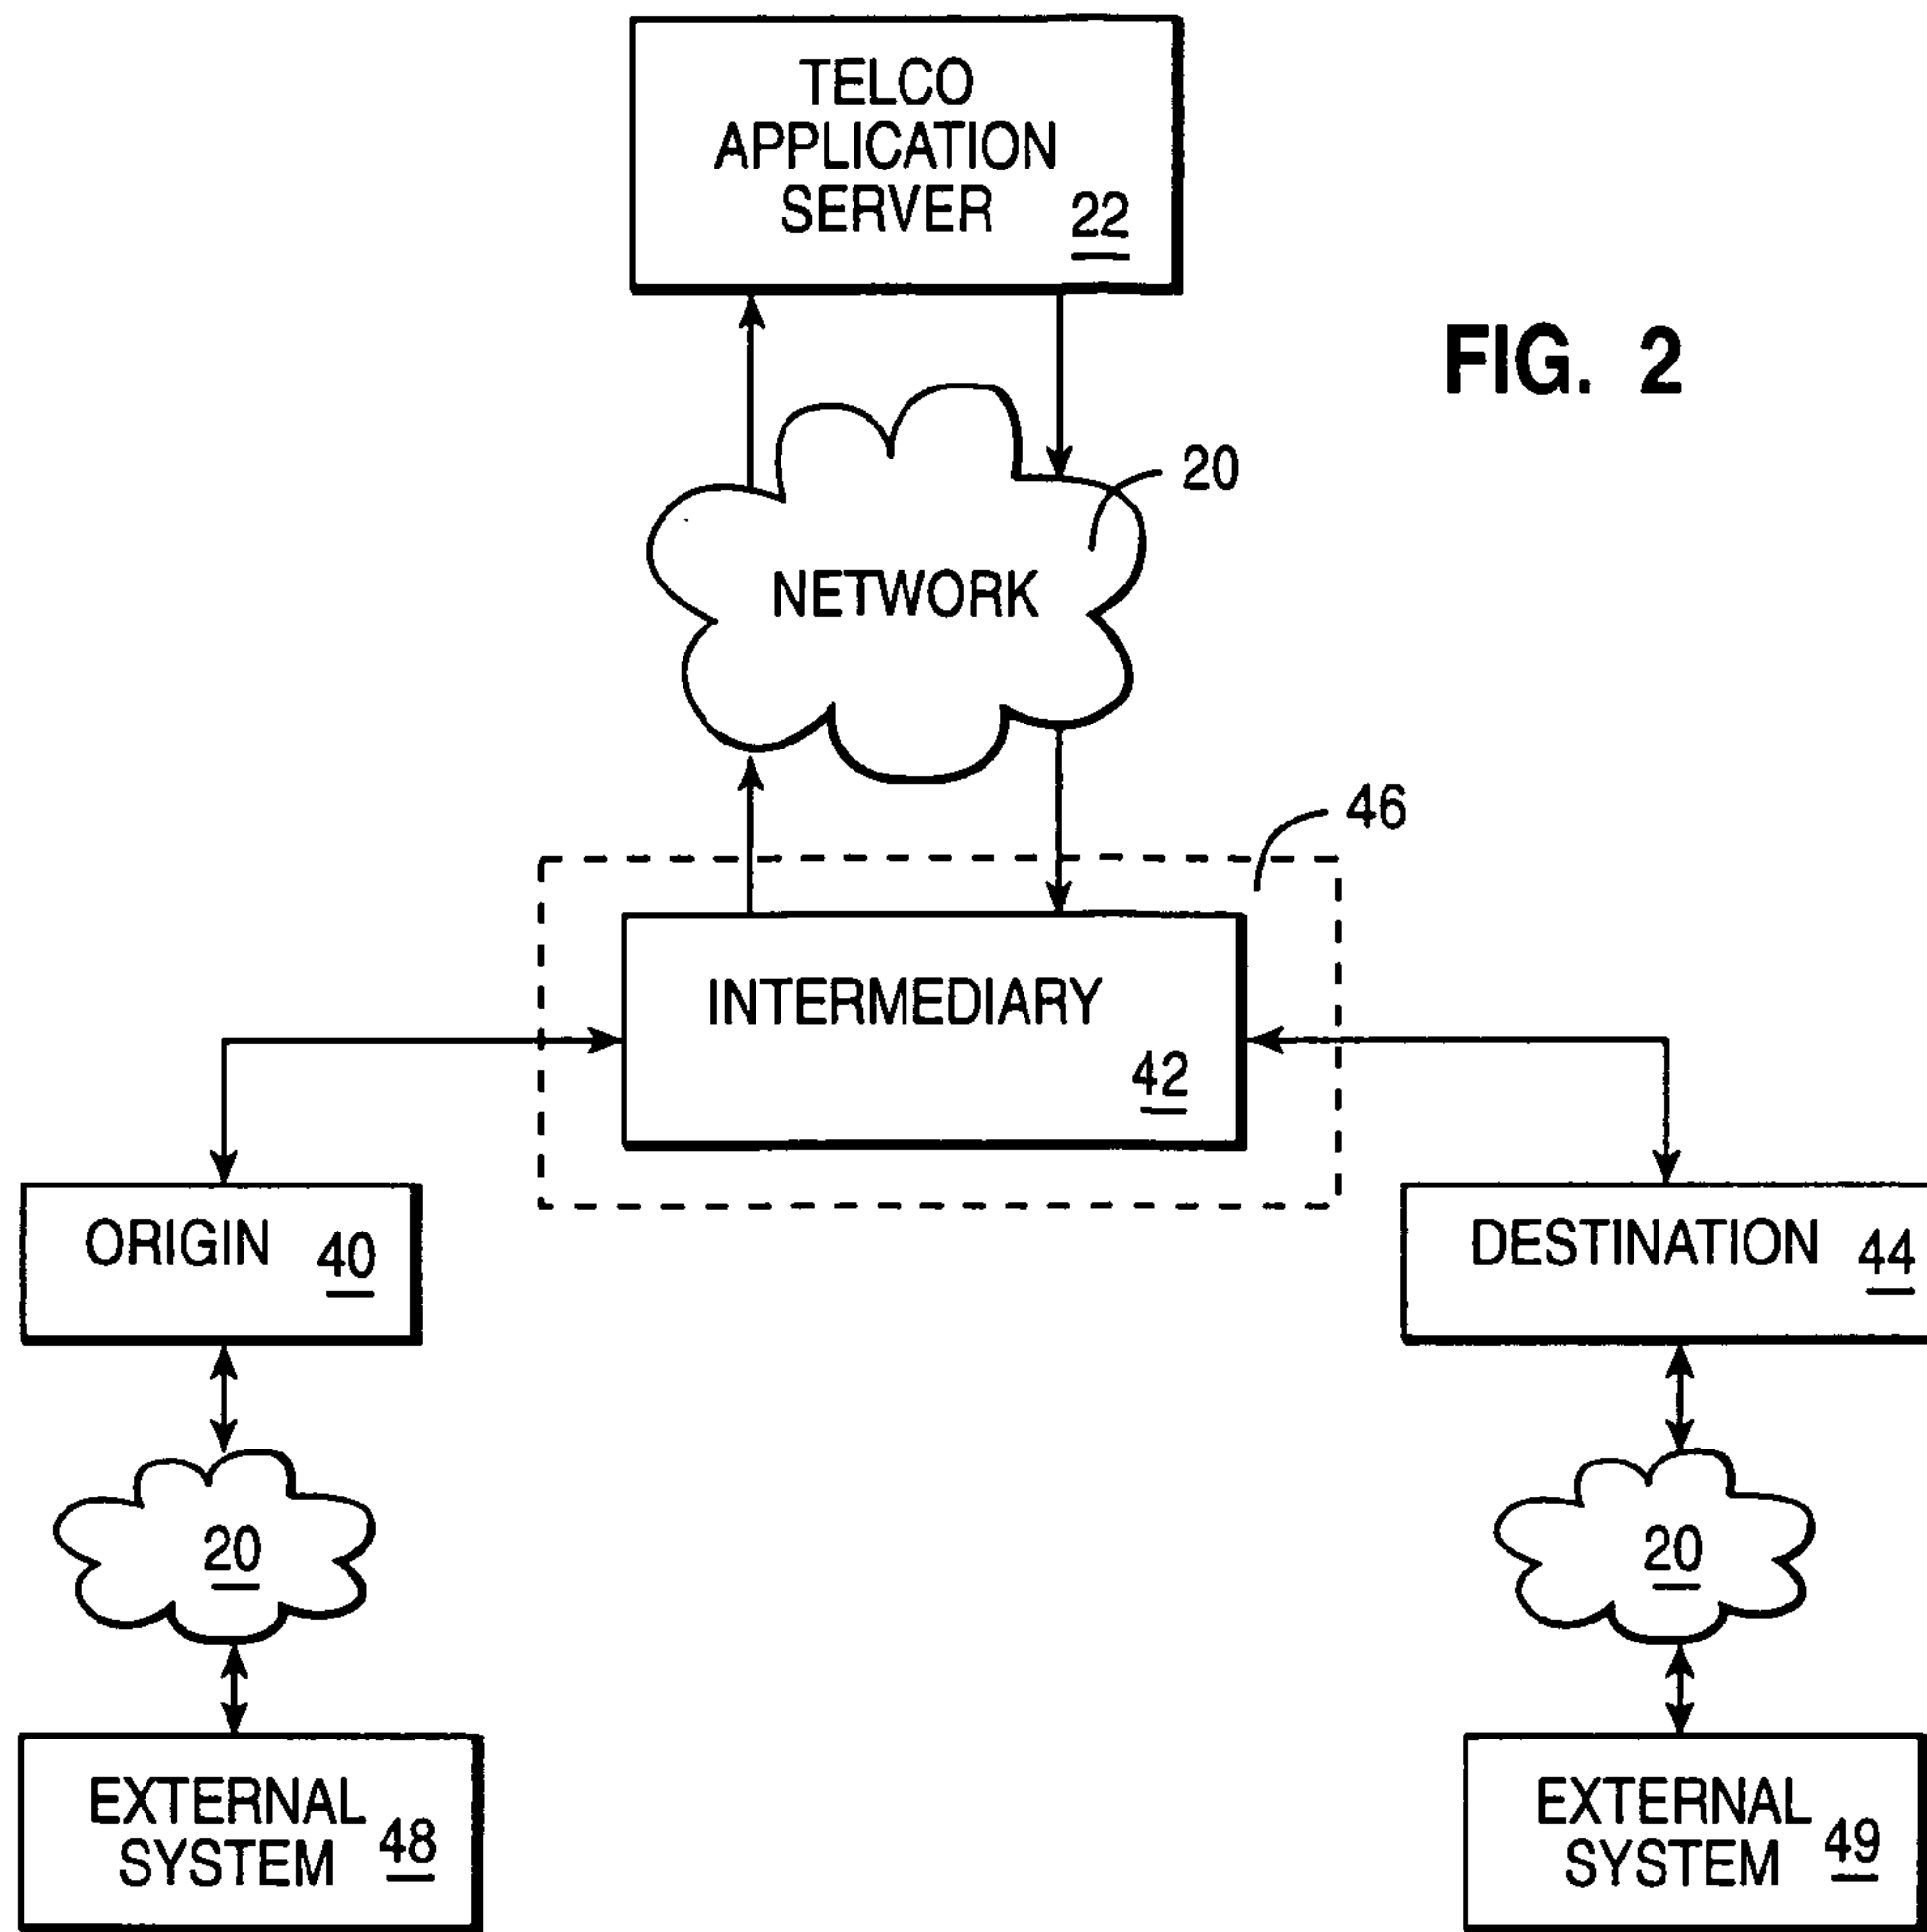 TELCO
APPLICATION
SERVER 22
FIG. 2
20
NETWORK
46
INTERMEDIARY
42
ORIGIN 40
DESTINATION 44
20
20
EXTERNAL
SYSTEM 48
EXTERNAL
SYSTEM 49